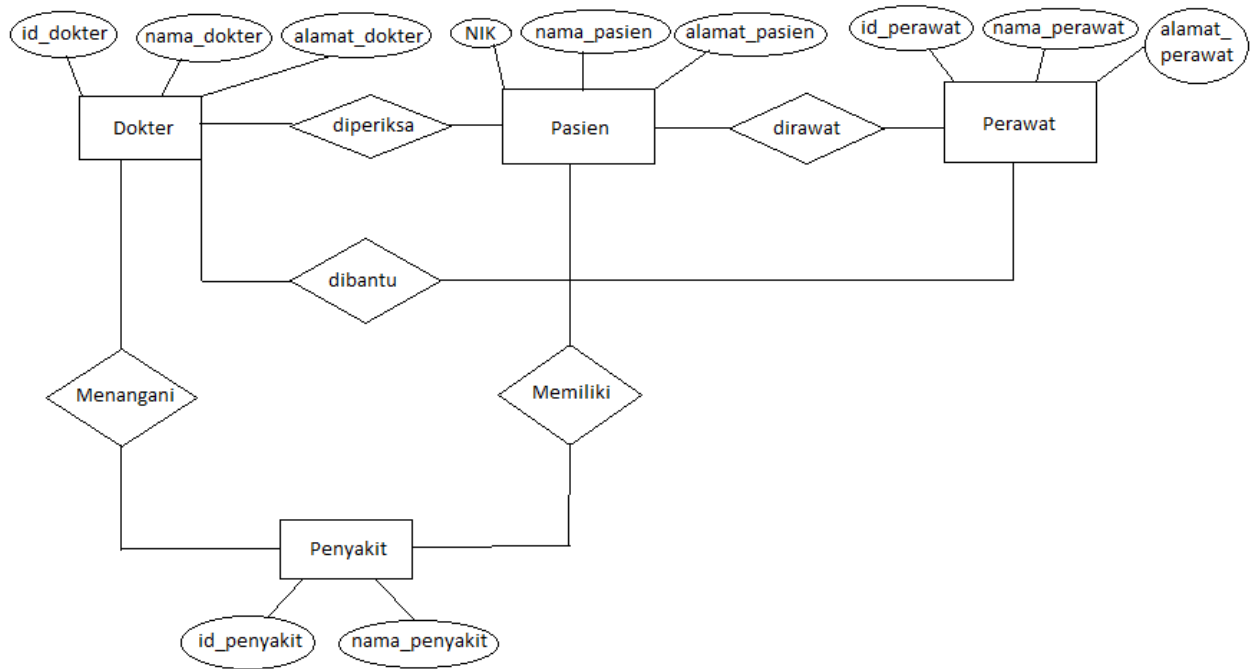 id_dokter
nama_dokter
alamat_dokter
NIK
nama_pasien
alamat_pasien
id_perawat
nama_perawat
alamat_
perawat
Dokter
diperiksa
Pasien
dirawat
Perawat
dibantu
Menangani
Memiliki
Penyakit
id_penyakit
nama_penyakit